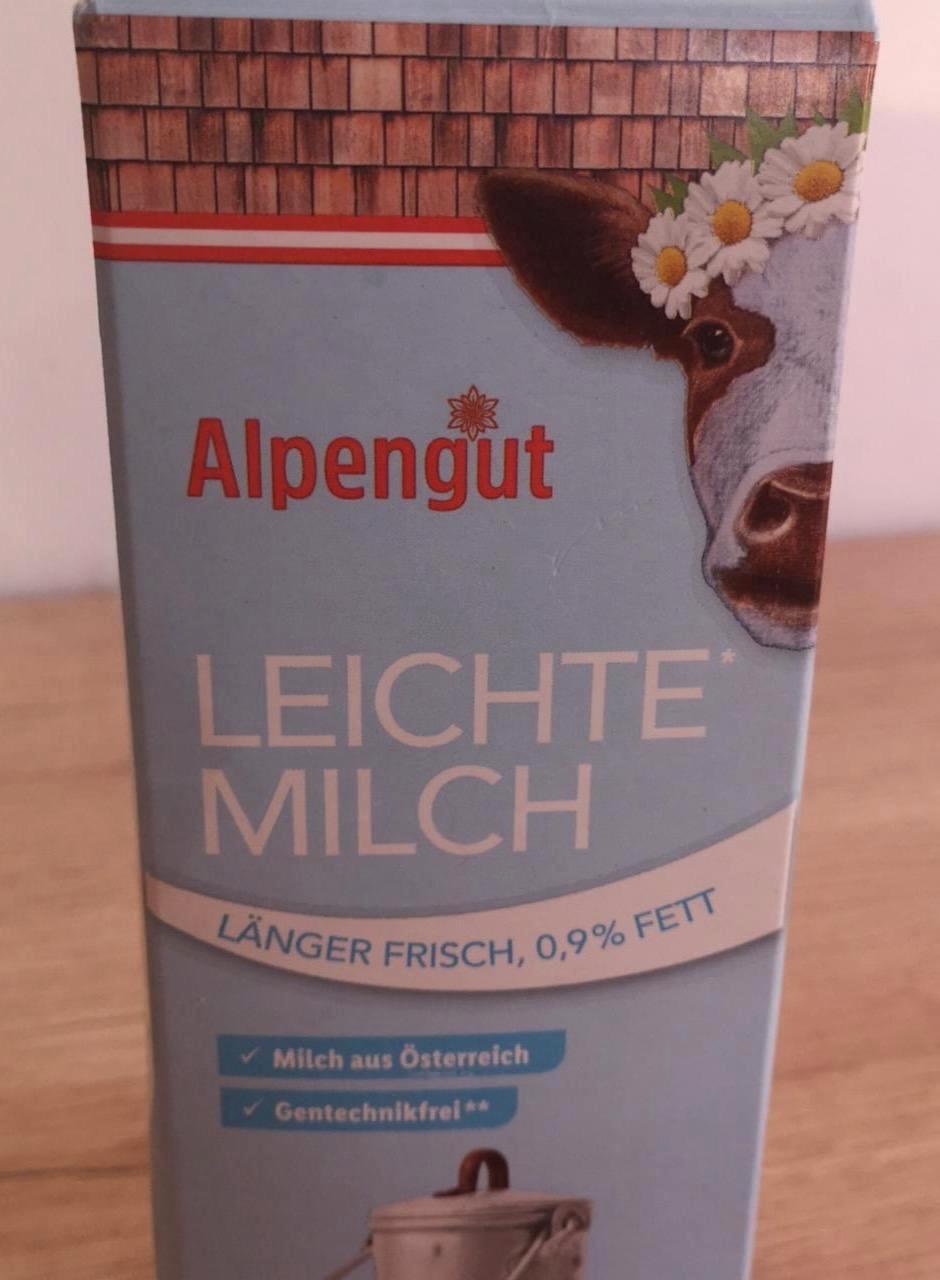 Alpengut
LEICHTE*
MILCH
LÄNGER FRISCH, 0,9% FETT
✓ Milch aus Österreich
✓ Gentechnikfrei**